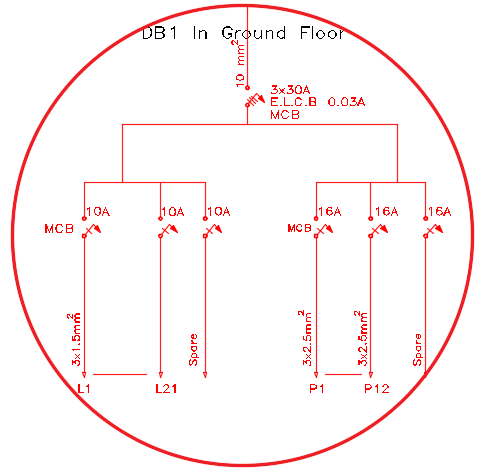 DB1 In Ground Floor
10 mm²
3x30A
E.L.C.B 0.03A
MCB
10A 10A 10A 16A 16A 16A
MCB MCB
3x1.5mm² Spare 3x2.5mm² 3x2.5mm² Spare
L1 L21 P1 P12